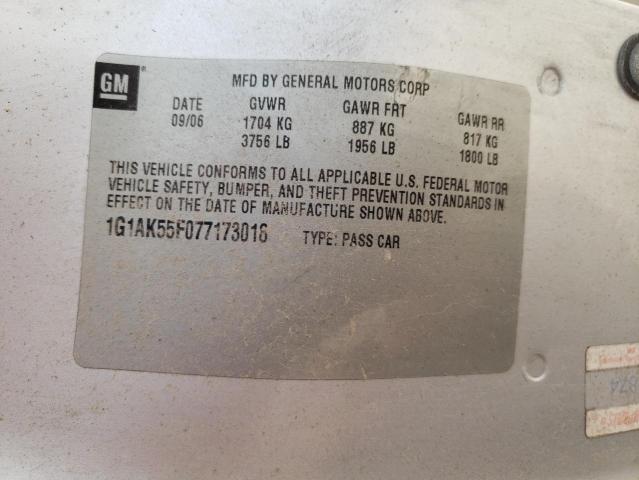 GM
MFD BY GENERAL MOTORS CORP
DATE GVWR GAWR FRT GAWR RR
09/06 1704 KG 887 KG 817 KG
3756 LB 1956 LB 1800 LB
THIS VEHICLE CONFORMS TO ALL APPLICABLE U.S. FEDERAL MOTOR
VEHICLE SAFETY, BUMPER, AND THEFT PREVENTION STANDARDS IN
EFFECT ON THE DATE OF MANUFACTURE SHOWN ABOVE.
1G1AK55F077173016 TYPE: PASS CAR